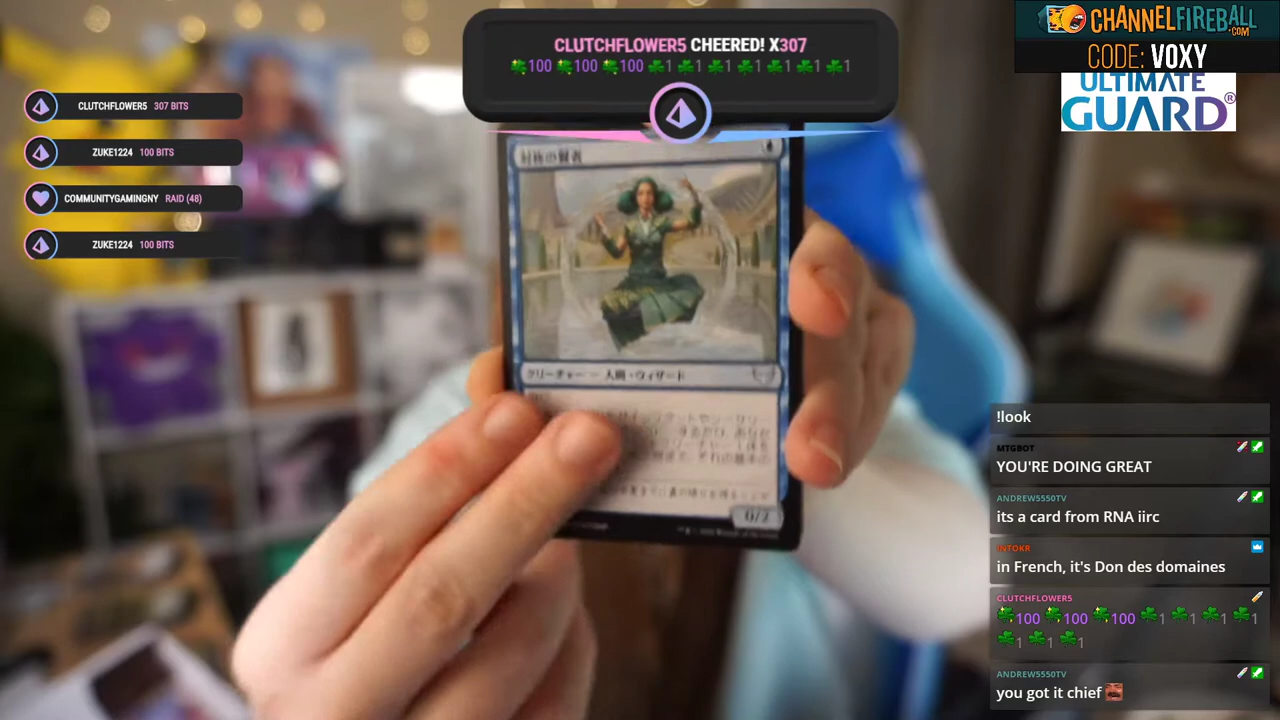 CLUTCHFLOWER5 CHEERED! X307
100 100 100 1 1 1 1 1 1 1
CHANNELFIREBALL.COM
CODE: VOXY
ULTIMATE
GUARD®
CLUTCHFLOWER5 307 BITS
ZUKE1224 100 BITS
COMMUNITYGAMINGNY RAID (48)
ZUKE1224 100 BITS
クリーチャー — 人間・ウィザード
0/2
!look
MTGBOT
YOU'RE DOING GREAT
ANDREW5550TV
its a card from RNA iirc
INTOKR
in French, it's Don des domaines
CLUTCHFLOWER5
100 100 100 1 1 1 1
1 1 1
ANDREW5550TV
you got it chief